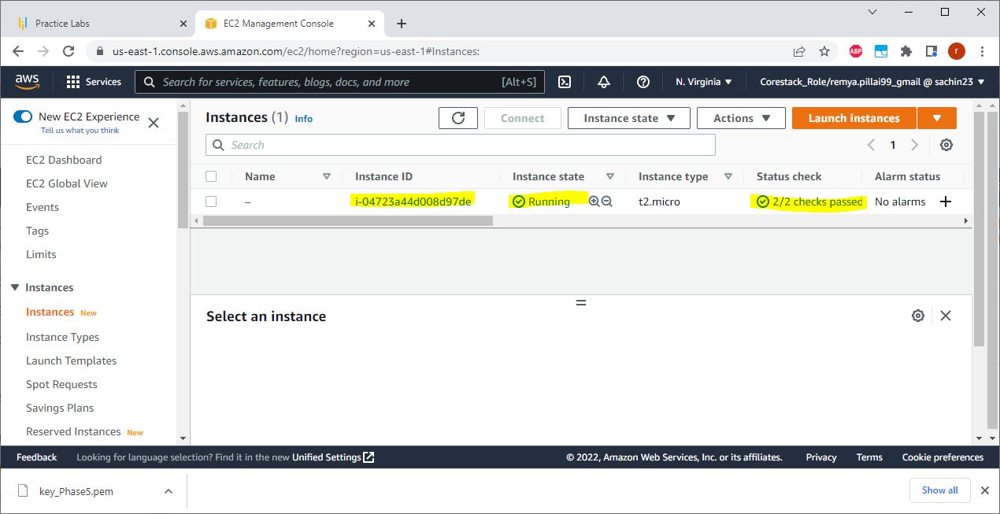 Practice Labs
EC2 Management Console
us-east-1.console.aws.amazon.com/ec2/home?region=us-east-1#Instances:
ABP
r
aws
Services
Search for services, features, blogs, docs, and more
[Alt+S]
N. Virginia
Corestack_Role/remya.pillai99_gmail @ sachin23
New EC2 Experience
Tell us what you think
EC2 Dashboard
EC2 Global View
Events
Tags
Limits
Instances
Instances New
Instance Types
Launch Templates
Spot Requests
Savings Plans
Reserved Instances New
Instances (1) Info
Connect
Instance state
Actions
Launch instances
Search
1
Name Instance ID Instance state Instance type Status check Alarm status
– i-04723a44d008d97de Running t2.micro 2/2 checks passed No alarms +
Select an instance
Feedback Looking for language selection? Find it in the new Unified Settings © 2022, Amazon Web Services, Inc. or its affiliates. Privacy Terms Cookie preferences
key_Phase5.pem
Show all